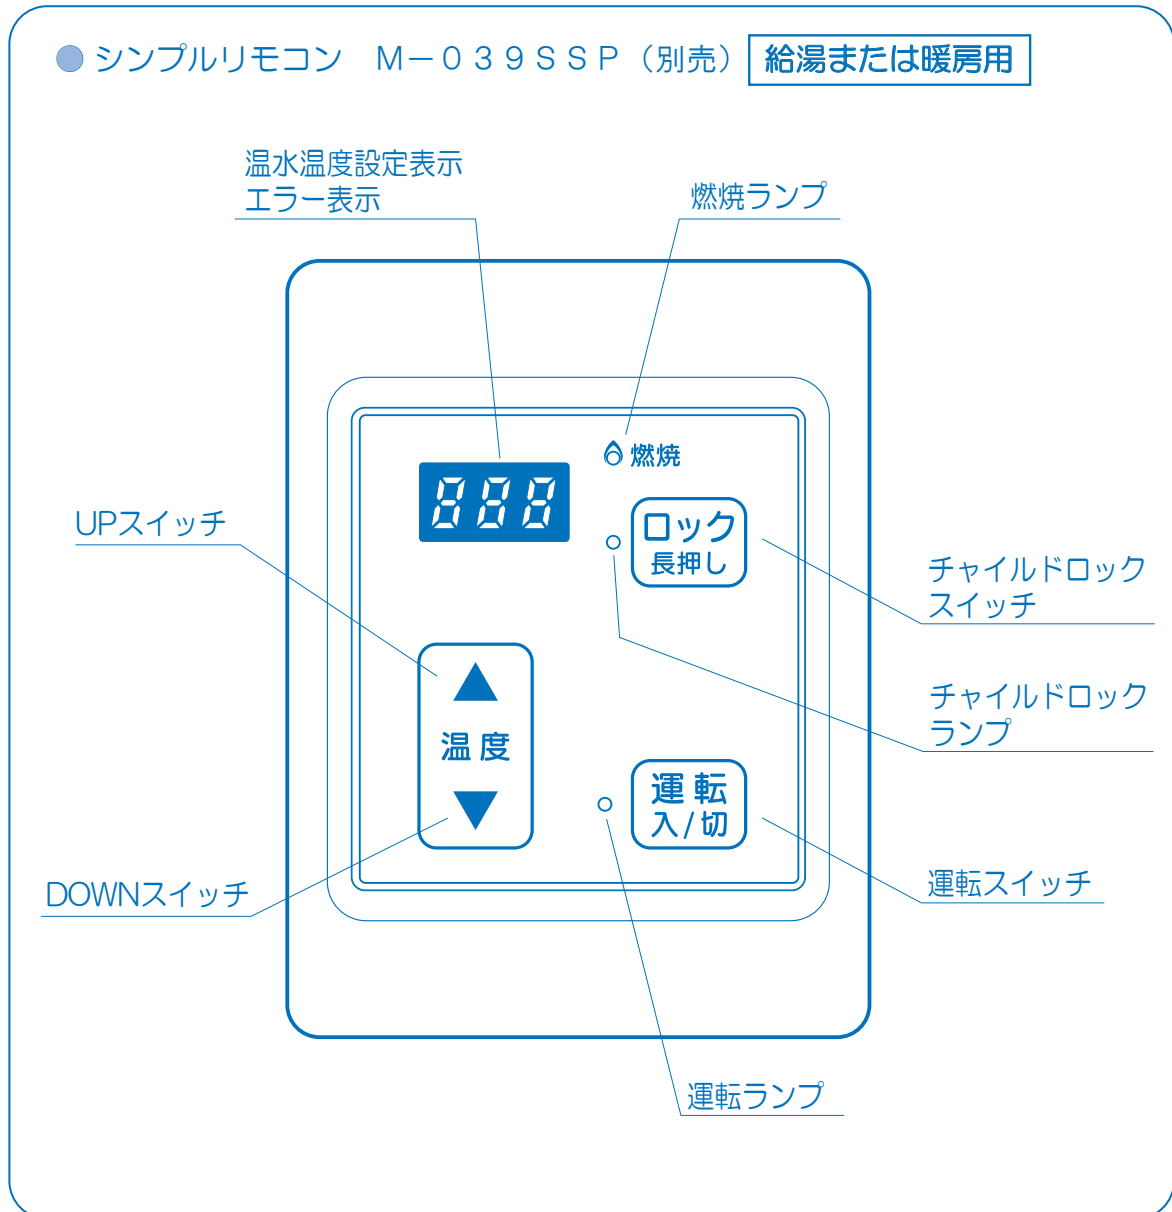 ●シンプルリモコン　Ｍ－０３９ＳＳＰ（別売） 給湯または暖房用
温水温度設定表示
エラー表示
燃焼ランプ
燃焼
888
UPスイッチ
ロック
長押し
チャイルドロック
スイッチ
チャイルドロック
ランプ
温度
運転
入/切
DOWNスイッチ
運転スイッチ
運転ランプ